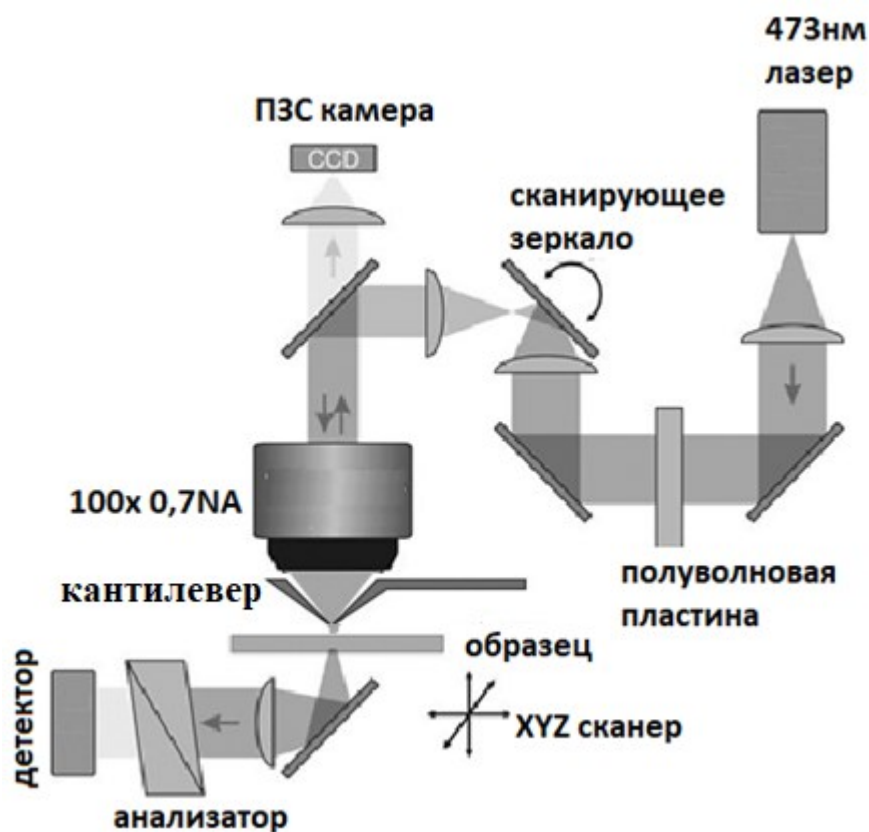 473нм
лазер
ПЗС камера
CCD
сканирующее
зеркало
100x 0,7NA
кантилевер
полуволновая
пластина
образец
XYZ сканер
детектор
анализатор